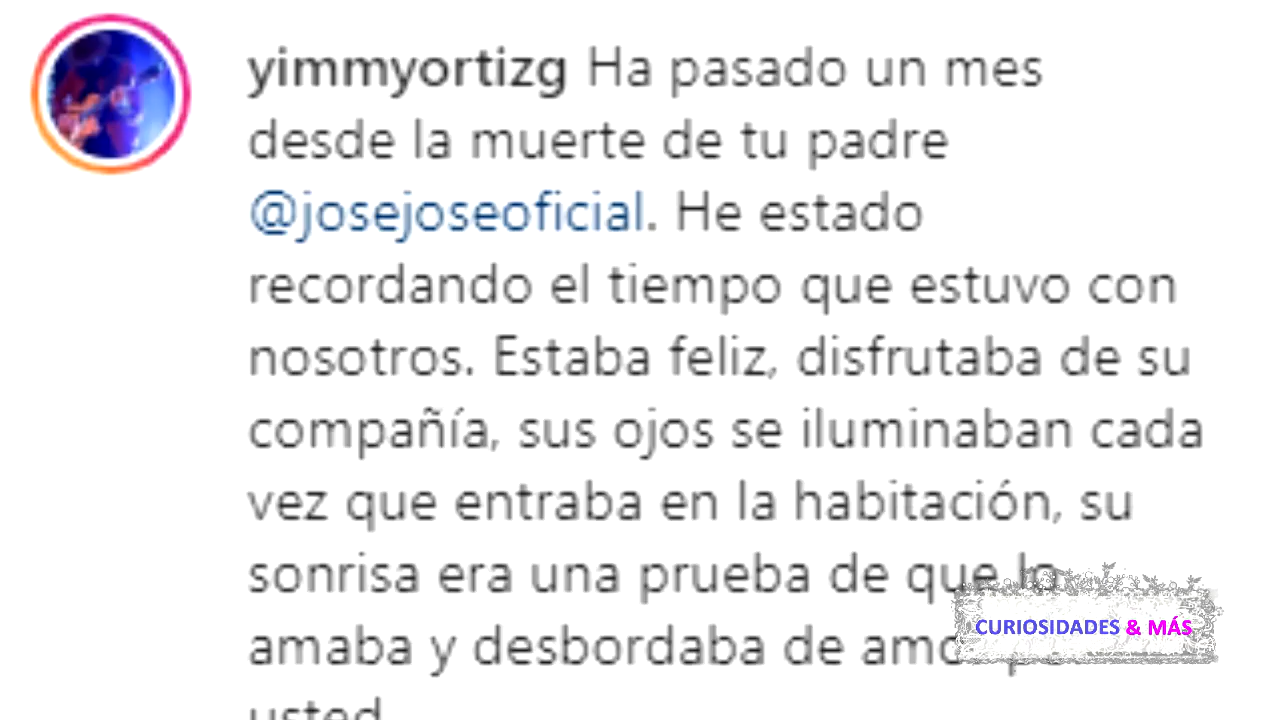 yimmyortizg Ha pasado un mes
desde la muerte de tu padre
@josejoseoficial. He estado
recordando el tiempo que estuvo con
nosotros. Estaba feliz, disfrutaba de su
compañía, sus ojos se iluminaban cada
vez que entraba en la habitación, su
sonrisa era una prueba de que lo
amaba y desbordaba de
usted
CURIOSIDADES & MÁS